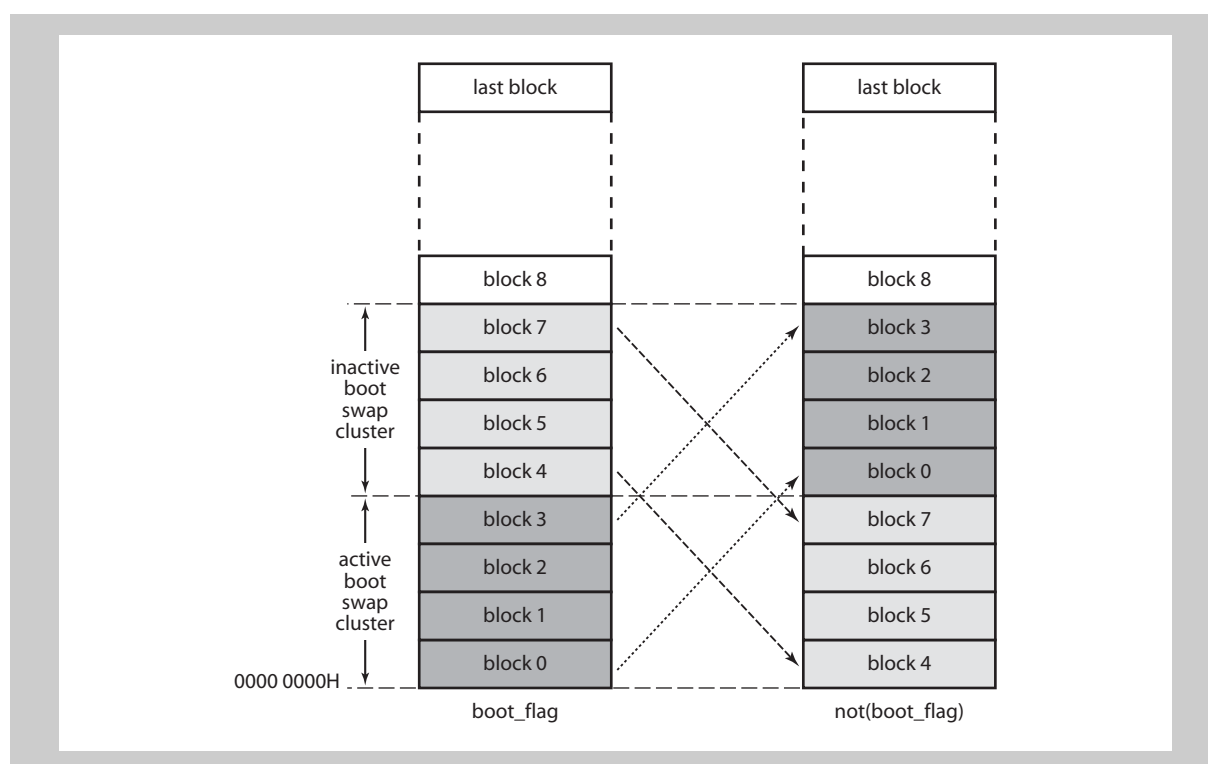 last block
last block
block 8
block 8
block 7
block 3
inactive
boot
swap
cluster
block 6
block 2
block 5
block 1
block 4
block 0
active
boot
swap
cluster
block 3
block 7
block 2
block 6
block 1
block 5
block 0
block 4
0000 0000H
boot_flag
not(boot_flag)